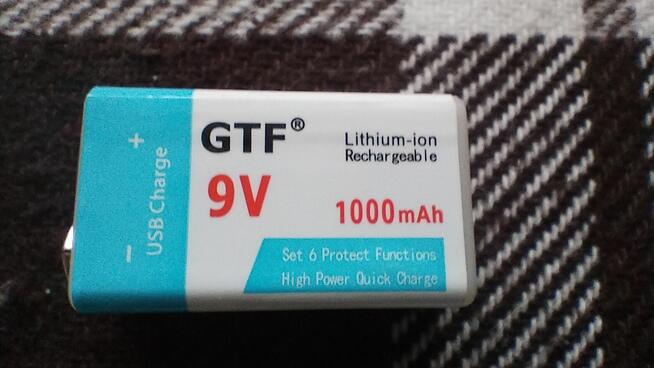 +
USB Charge
−
GTF®
Lithium-ion
Rechargeable
9V
1000mAh
Set 6 Protect Functions
High Power Quick Charge